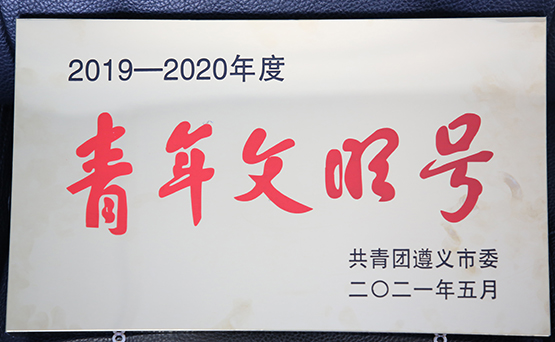 2019—2020年度
青年文明号
共青团遵义市委
二〇二一年五月